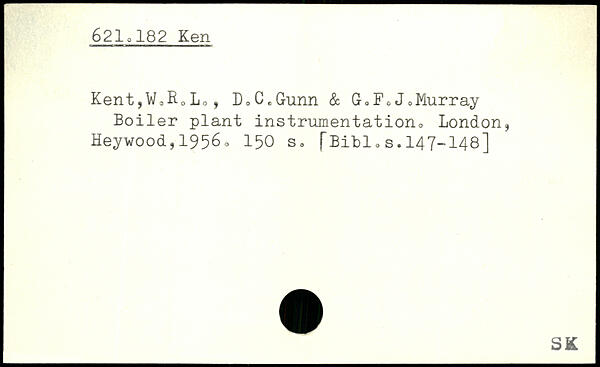 621.182 Ken
Kent,W.R.L., D.C.Gunn & G.F.J.Murray
Boiler plant instrumentation. London,
Heywood,1956. 150 s. [Bibl.s.147-148]
SK